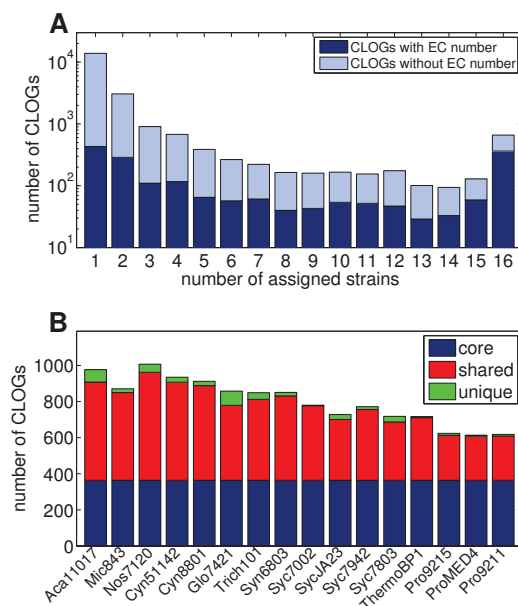 A
CLOGs with EC number
CLOGs without EC number
number of CLOGs
10^4
10^3
10^2
10^1
1 2 3 4 5 6 7 8 9 10 11 12 13 14 15 16
number of assigned strains
B
core
shared
unique
number of CLOGs
1000
800
600
400
200
0
Aca11017
Mic843
Nos7120
Cyn51142
Cyn8801
Glo7421
Trich101
Syn6803
Syc7002
SycJA23
Syc7942
Syc7803
ThermoBP1
Pro9215
ProMED4
Pro9211